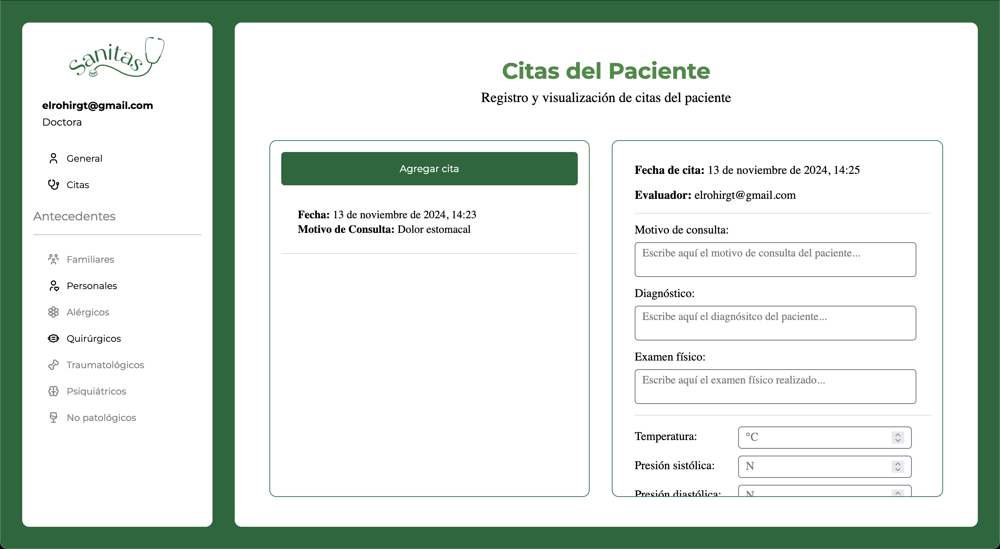 Sanitas
elrohirgt@gmail.com
Doctora
General
Citas
Antecedentes
Familiares
Personales
Alérgicos
Quirúrgicos
Traumatológicos
Psiquiátricos
No patológicos
Citas del Paciente
Registro y visualización de citas del paciente
Agregar cita
Fecha: 13 de noviembre de 2024, 14:23
Motivo de Consulta: Dolor estomacal
Fecha de cita: 13 de noviembre de 2024, 14:25
Evaluador: elrohirgt@gmail.com
Motivo de consulta:
Escribe aquí el motivo de consulta del paciente...
Diagnóstico:
Escribe aquí el diagnósitco del paciente...
Examen físico:
Escribe aquí el examen físico realizado...
Temperatura: °C
Presión sistólica: N
Presión diastólica: N